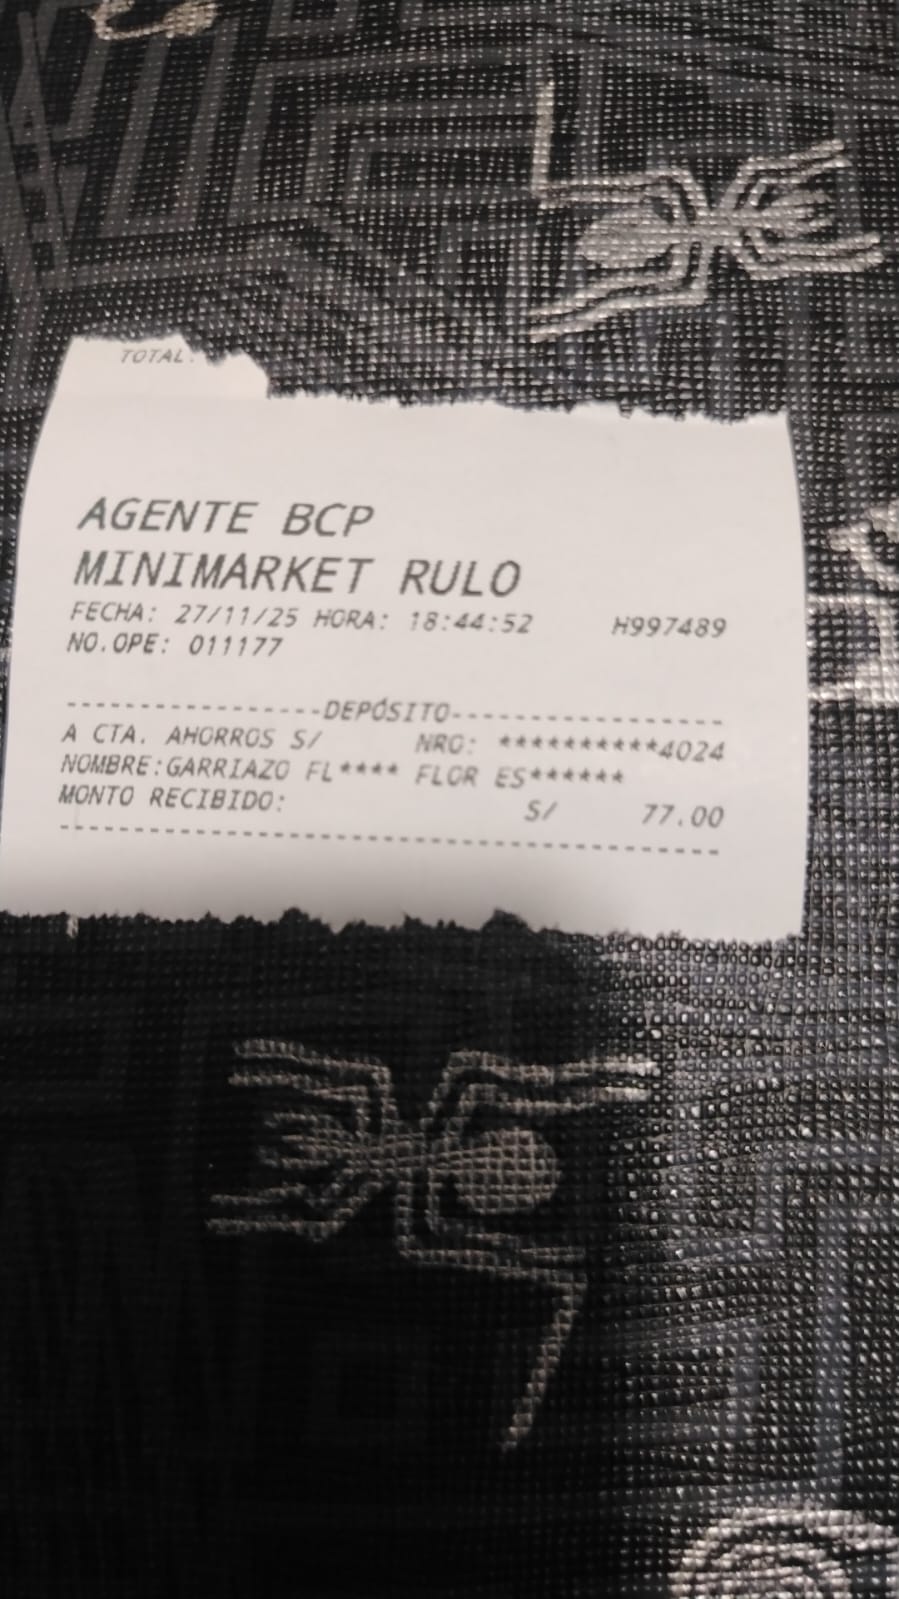 TOTAL:
AGENTE BCP
MINIMARKET RULO
FECHA: 27/11/25 HORA: 18:44:52 H997489
NO.OPE: 011177
-----------------DEPÓSITO------------------
A CTA. AHORROS S/ NRO: **********4024
NOMBRE:GARRIAZO FL**** FLOR ES******
MONTO RECIBIDO: S/ 77.00
---------------------------------------------